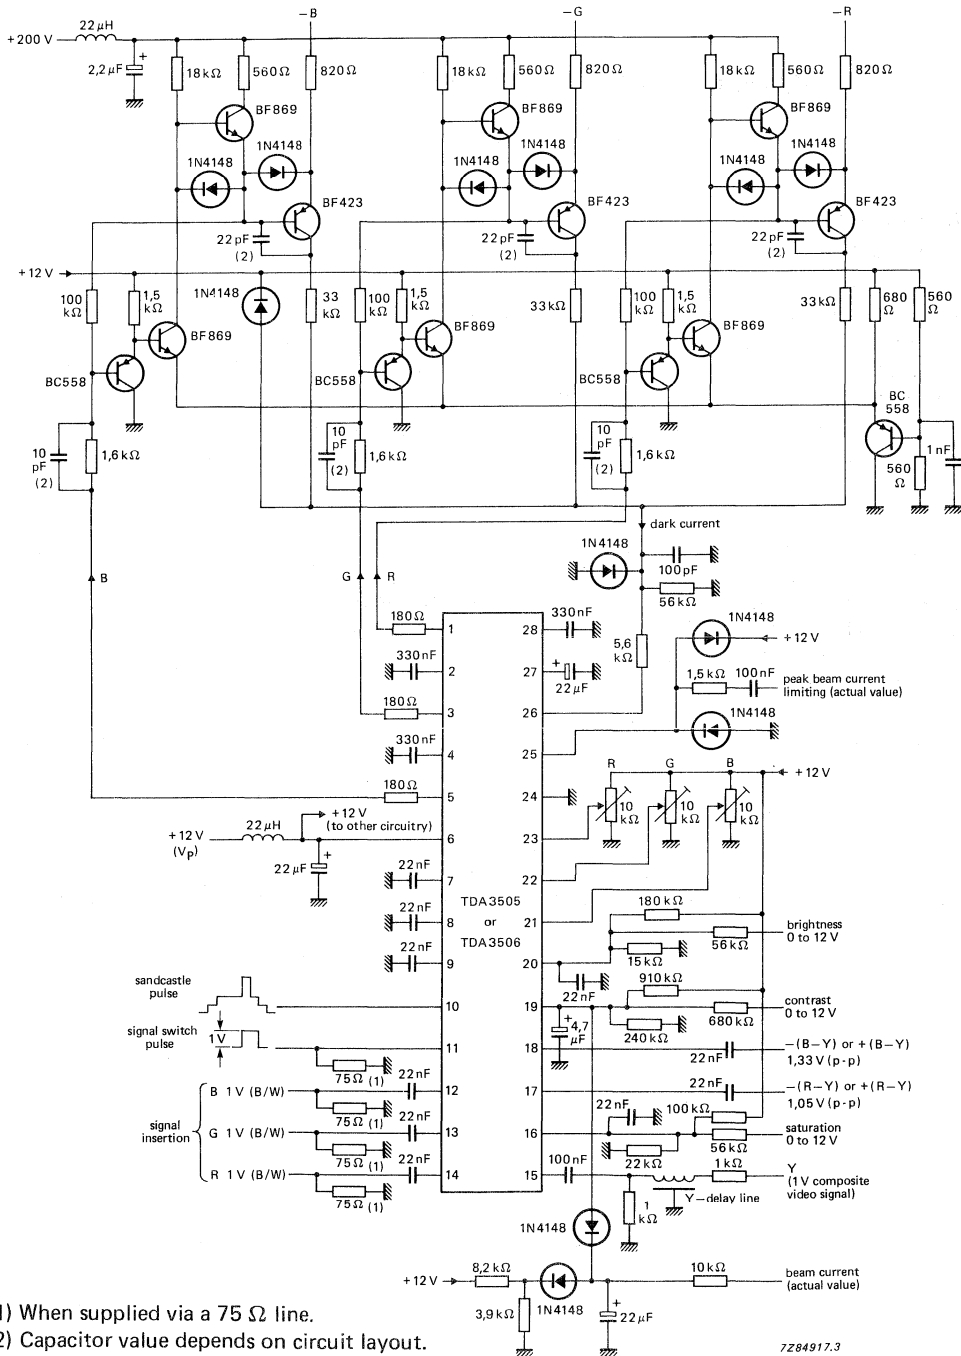 −B
−G
−R
+200 V
22 µH
2,2 µF
+
18 kΩ
560 Ω
820 Ω
18 kΩ
560 Ω
820 Ω
18 kΩ
560 Ω
820 Ω
BF869
BF869
BF869
1N4148
1N4148
1N4148
1N4148
1N4148
1N4148
BF423
BF423
BF423
22 pF
(2)
22 pF
(2)
22 pF
(2)
+12 V
100
kΩ
1,5
kΩ
1N4148
33
kΩ
100
kΩ
1,5
kΩ
33 kΩ
100
kΩ
1,5
kΩ
33 kΩ
680
Ω
560
Ω
BF869
BF869
BF869
BC558
BC558
BC558
BC
558
10
pF
(2)
1,6 kΩ
10
pF
(2)
1,6 kΩ
10
pF
(2)
1,6 kΩ
560
Ω
1 nF
dark current
1N4148
100 pF
56 kΩ
B
G
R
180 Ω
1
28
330 nF
5,6
kΩ
1N4148
+12 V
330 nF
2
27
+
22 µF
1,5 kΩ
100 nF
peak beam current
limiting (actual value)
180 Ω
3
26
1N4148
330 nF
4
25
180 Ω
5
24
R
G
B
+12 V
10
kΩ
10
kΩ
10
kΩ
+12 V
(to other circuitry)
+12 V
(Vp)
22 µH
6
23
+
22 µF
22 nF
7
22
TDA3505
or
TDA3506
22 nF
8
21
180 kΩ
56 kΩ
brightness
0 to 12 V
15 kΩ
22 nF
9
20
22 nF
910 kΩ
sandcastle
pulse
10
19
+
4,7
µF
240 kΩ
680 kΩ
contrast
0 to 12 V
signal switch
pulse
1 V
11
18
22 nF
−(B−Y) or +(B−Y)
1,33 V (p-p)
75 Ω (1)
22 nF
signal
insertion
B 1 V (B/W)
12
17
22 nF
−(R−Y) or +(R−Y)
1,05 V (p-p)
75 Ω (1)
22 nF
G 1 V (B/W)
13
16
22 nF
100 kΩ
56 kΩ
saturation
0 to 12 V
22 kΩ
75 Ω (1)
22 nF
R 1 V (B/W)
14
15
100 nF
1 kΩ
Y
(1 V composite
video signal)
Y−delay line
75 Ω (1)
1
kΩ
1N4148
+12 V
8,2 kΩ
3,9 kΩ
1N4148
+
22 µF
10 kΩ
beam current
(actual value)
1) When supplied via a 75 Ω line.
2) Capacitor value depends on circuit layout.
7Z84917.3